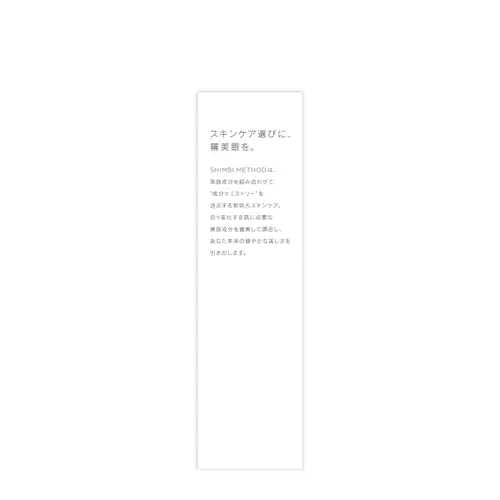 スキンケア選びに、
審美眼を。
SHIMBI METHODは、
美容成分を組み合わせて
"成分ケミストリー"を
追求する新処方スキンケア。
日々変化する肌に必要な
美容成分を厳選して調合し、
あなた本来の健やかな美しさを
引き出します。